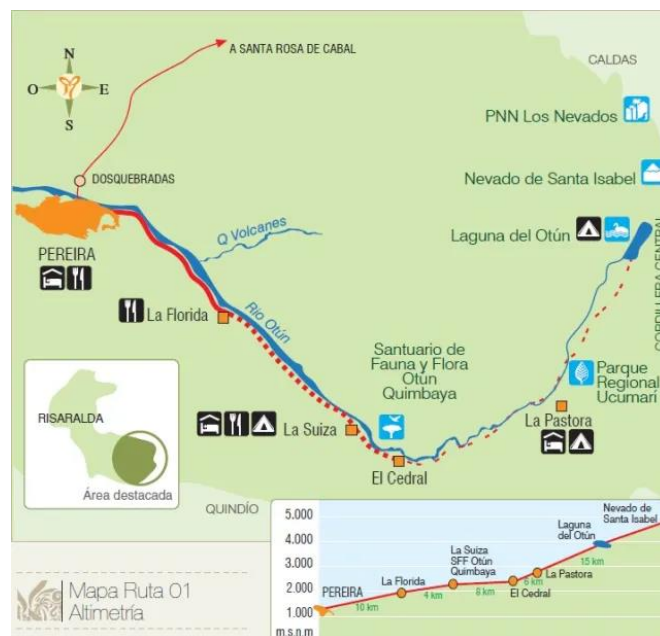 A SANTA ROSA DE CABAL
CALDAS
N
O
E
S
PNN Los Nevados
DOSQUEBRADAS
Nevado de Santa Isabel
Q Volcanes
Laguna del Otún
PEREIRA
CORDILLERA CENTRAL
La Florida
Rio Otún
Santuario de
Fauna y Flora
Otún
Quimbaya
Parque
Regional
Ucumarí
RISARALDA
La Suiza
La Pastora
El Cedral
Área destacada
QUINDÍO
5.000
4.000
3.000
2.000
1.000
m.s.n.m
Nevado de
Santa Isabel
Laguna
del Otún
La Suiza
SFF Otún
Quimbaya
15 km
La Pastora
La Florida
6 km
PEREIRA
El Cedral
10 km
4 km
8 km
Mapa Ruta 01
Altimetría